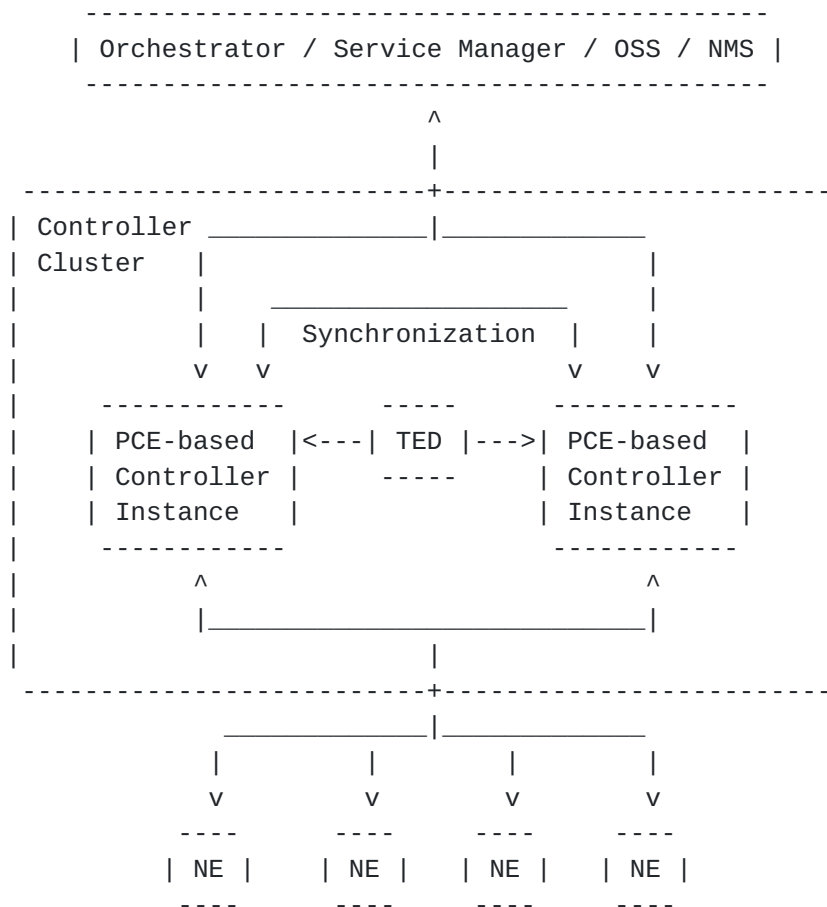 Orchestrator / Service Manager / OSS / NMS
Controller
Cluster
Synchronization
PCE-based TED PCE-based
Controller Controller
Instance Instance
NE NE NE NE